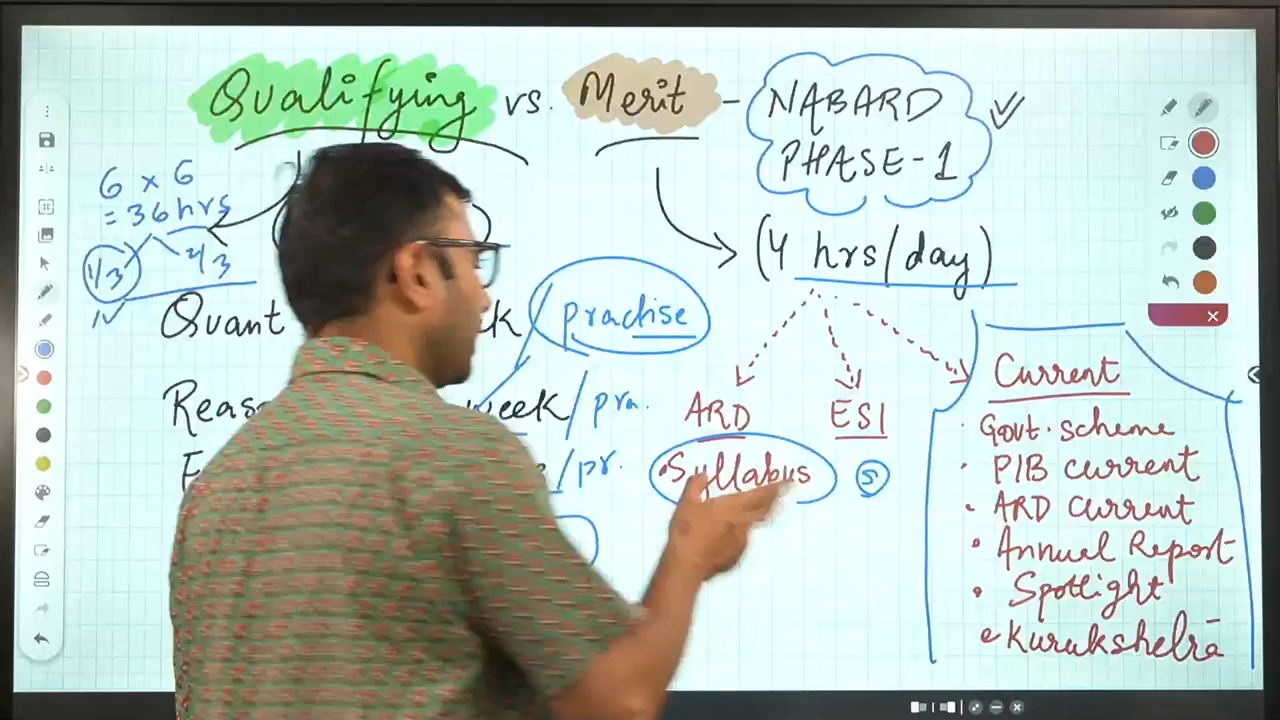 Qualifying vs. Merit - NABARD PHASE-1
6 x 6
= 36 hrs
1/3 2/3
(4 hrs/day)
Quant
practise
week / pra.
/pr.
ARD
Syllabus
ESI
S
Current
Govt. scheme
PIB current
ARD current
Annual Report
Spotlight
Kurukshetra